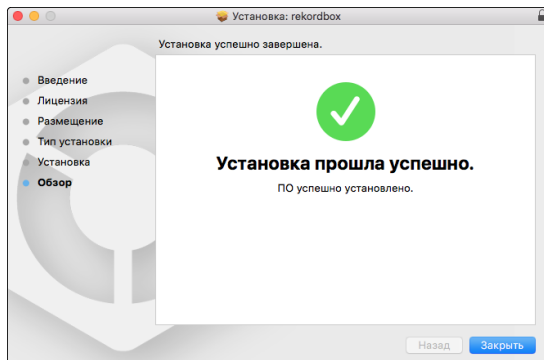 Установка: rekordbox
Установка успешно завершена.
Введение
Лицензия
Размещение
Тип установки
Установка
Обзор
Установка прошла успешно.
ПО успешно установлено.
Назад
Закрыть